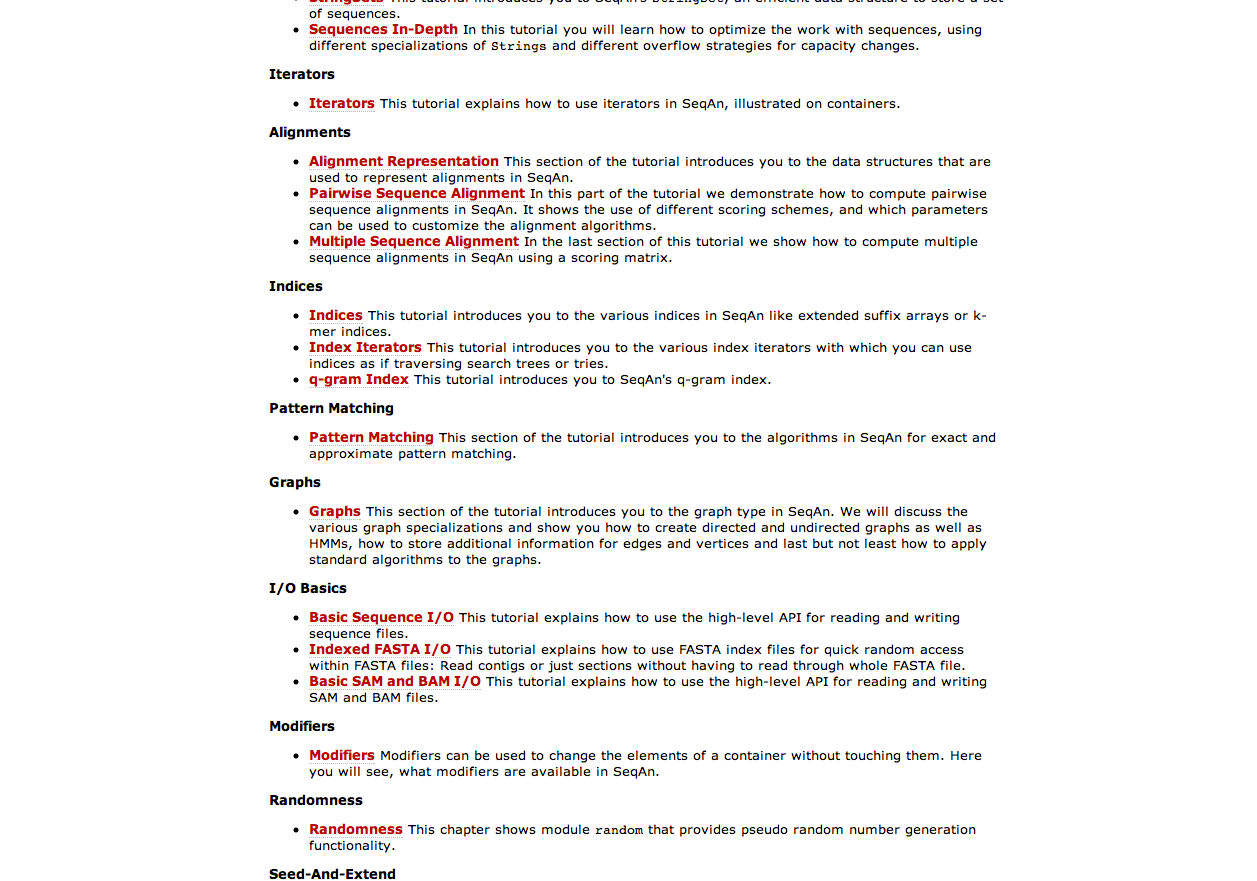 StringSets This tutorial introduces you to SeqAn's StringSet, an efficient data structure to store a set
of sequences.
Sequences In-Depth In this tutorial you will learn how to optimize the work with sequences, using
different specializations of Strings and different overflow strategies for capacity changes.
Iterators
Iterators This tutorial explains how to use iterators in SeqAn, illustrated on containers.
Alignments
Alignment Representation This section of the tutorial introduces you to the data structures that are
used to represent alignments in SeqAn.
Pairwise Sequence Alignment In this part of the tutorial we demonstrate how to compute pairwise
sequence alignments in SeqAn. It shows the use of different scoring schemes, and which parameters
can be used to customize the alignment algorithms.
Multiple Sequence Alignment In the last section of this tutorial we show how to compute multiple
sequence alignments in SeqAn using a scoring matrix.
Indices
Indices This tutorial introduces you to the various indices in SeqAn like extended suffix arrays or k-
mer indices.
Index Iterators This tutorial introduces you to the various index iterators with which you can use
indices as if traversing search trees or tries.
q-gram Index This tutorial introduces you to SeqAn's q-gram index.
Pattern Matching
Pattern Matching This section of the tutorial introduces you to the algorithms in SeqAn for exact and
approximate pattern matching.
Graphs
Graphs This section of the tutorial introduces you to the graph type in SeqAn. We will discuss the
various graph specializations and show you how to create directed and undirected graphs as well as
HMMs, how to store additional information for edges and vertices and last but not least how to apply
standard algorithms to the graphs.
I/O Basics
Basic Sequence I/O This tutorial explains how to use the high-level API for reading and writing
sequence files.
Indexed FASTA I/O This tutorial explains how to use FASTA index files for quick random access
within FASTA files: Read contigs or just sections without having to read through whole FASTA file.
Basic SAM and BAM I/O This tutorial explains how to use the high-level API for reading and writing
SAM and BAM files.
Modifiers
Modifiers Modifiers can be used to change the elements of a container without touching them. Here
you will see, what modifiers are available in SeqAn.
Randomness
Randomness This chapter shows module random that provides pseudo random number generation
functionality.
Seed-And-Extend